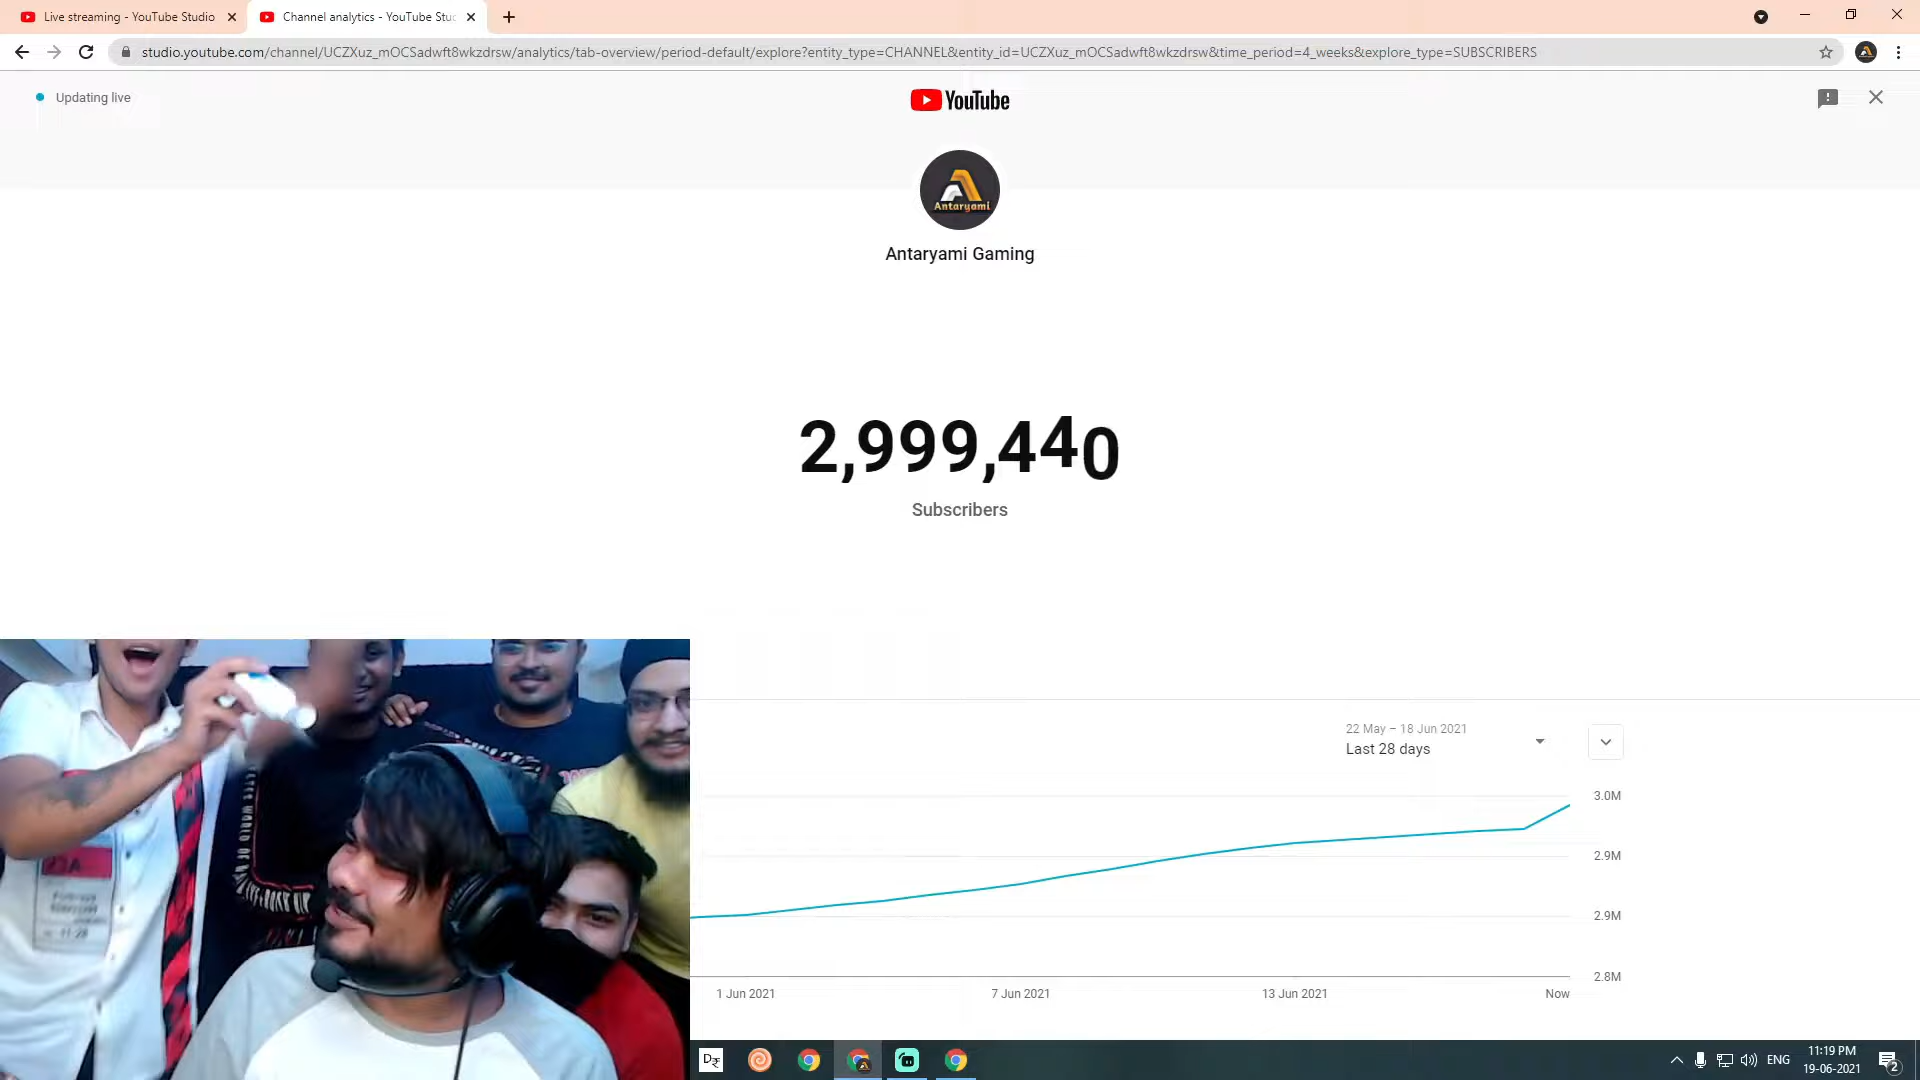 Live streaming - YouTube Studio
Channel analytics - YouTube Stu
studio.youtube.com/channel/UCZXuz_mOCSadwft8wkzdrsw/analytics/tab-overview/period-default/explore?entity_type=CHANNEL&entity_id=UCZXuz_mOCSadwft8wkzdrsw&time_period=4_weeks&explore_type=SUBSCRIBERS
Updating live
YouTube
Antaryami
Antaryami Gaming
2,999,440
Subscribers
22 May – 18 Jun 2021
Last 28 days
3.0M
2.9M
2.9M
2.8M
1 Jun 2021
7 Jun 2021
13 Jun 2021
Now
ENG
11:19 PM
19-06-2021
2